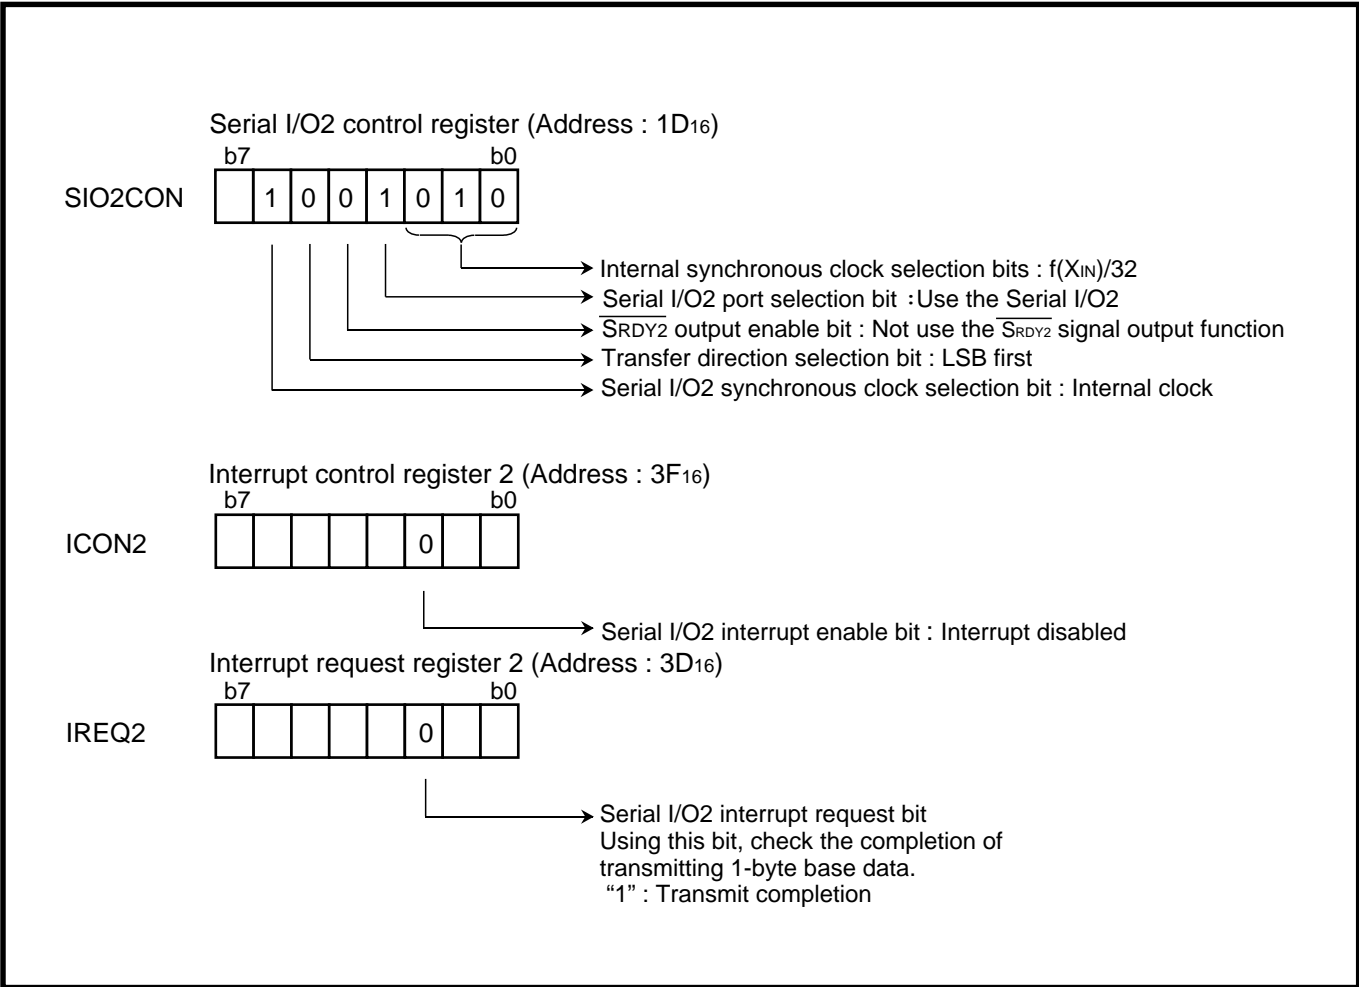 Serial I/O2 control register (Address : 1D16)
b7 b0
SIO2CON 1 0 0 1 0 1 0
Internal synchronous clock selection bits : f(XIN)/32
Serial I/O2 port selection bit : Use the Serial I/O2
SRDY2 output enable bit : Not use the SRDY2 signal output function
Transfer direction selection bit : LSB first
Serial I/O2 synchronous clock selection bit : Internal clock
Interrupt control register 2 (Address : 3F16)
b7 b0
ICON2 0
Serial I/O2 interrupt enable bit : Interrupt disabled
Interrupt request register 2 (Address : 3D16)
b7 b0
IREQ2 0
Serial I/O2 interrupt request bit
Using this bit, check the completion of
transmitting 1-byte base data.
“1” : Transmit completion